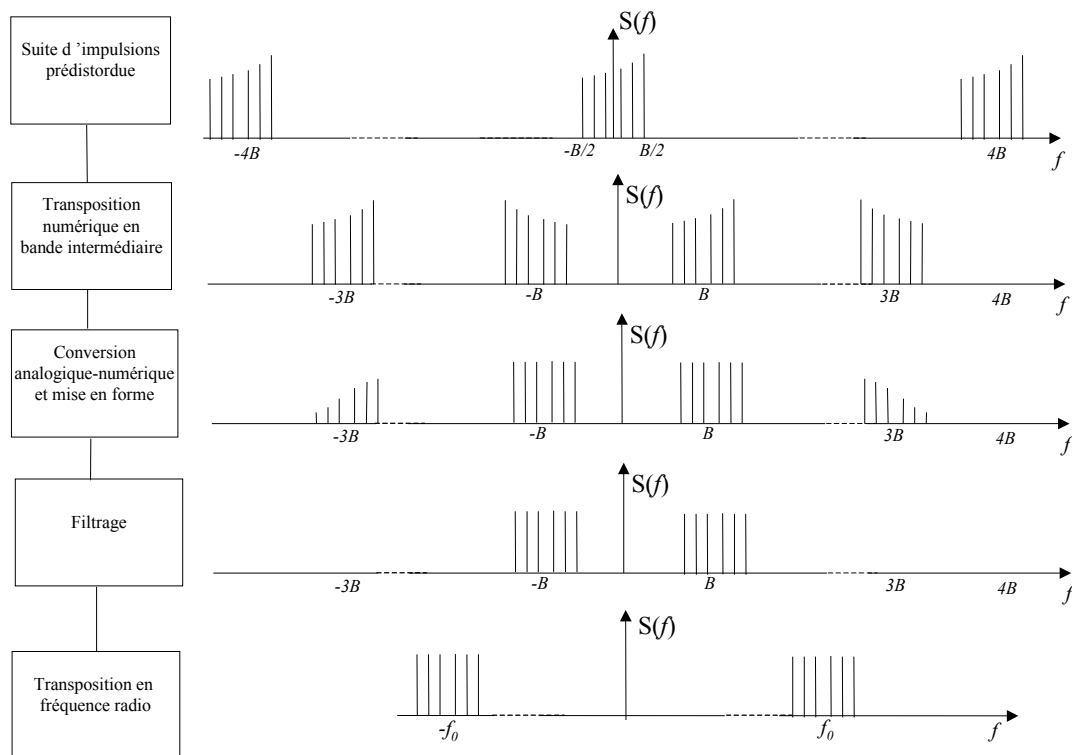 Suite d ’impulsions
prédistordue
S(f)
-4B
-B/2
B/2
4B
f
Transposition
numérique en
bande intermédiaire
S(f)
-3B
-B
B
3B
4B
f
Conversion
analogique-numérique
et mise en forme
S(f)
-3B
-B
B
3B
4B
f
Filtrage
S(f)
-3B
-B
B
3B
4B
f
Transposition en
fréquence radio
S(f)
-f0
f0
f